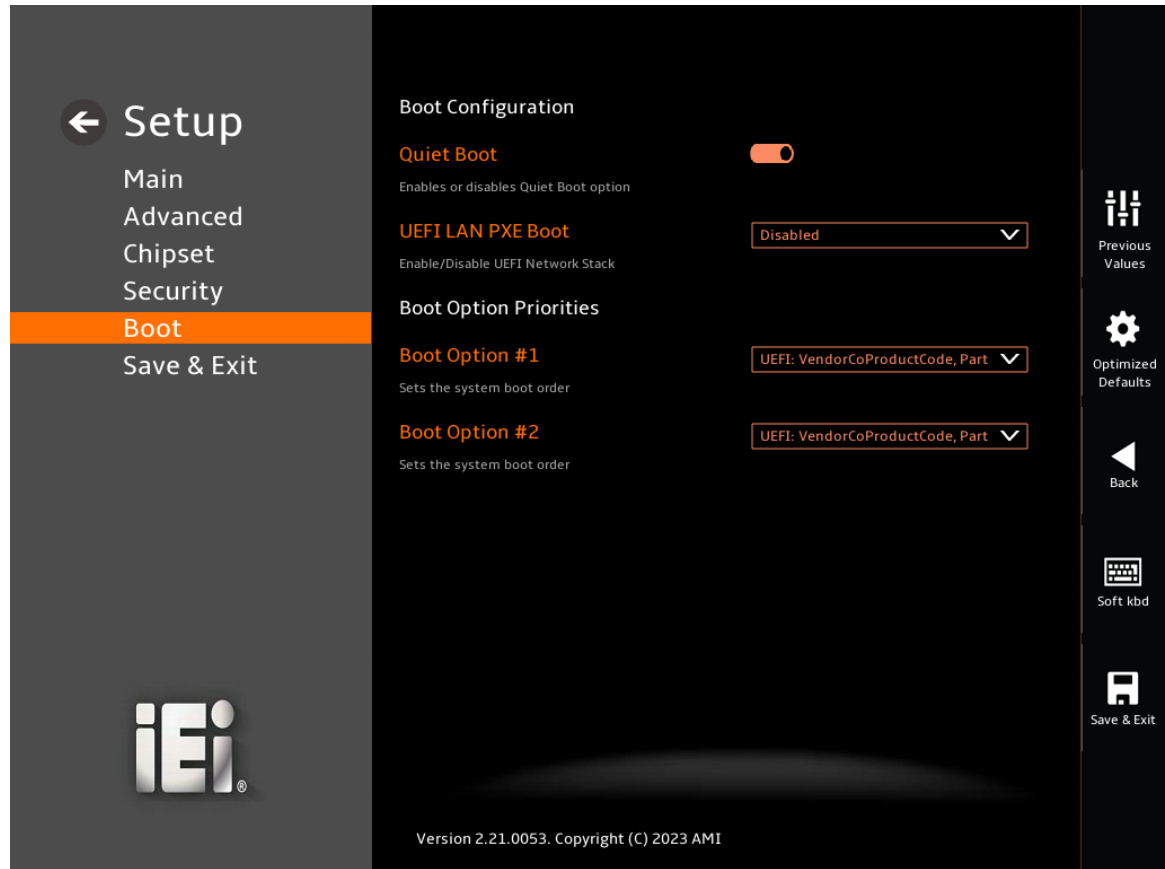 Setup
Main
Advanced
Chipset
Security
Boot
Save & Exit
iEi®
Boot Configuration
Quiet Boot
Enables or disables Quiet Boot option
UEFI LAN PXE Boot
Disabled
Enable/Disable UEFI Network Stack
Boot Option Priorities
Boot Option #1
UEFI: VendorCoProductCode, Part
Sets the system boot order
Boot Option #2
UEFI: VendorCoProductCode, Part
Sets the system boot order
Version 2.21.0053. Copyright (C) 2023 AMI
Previous
Values
Optimized
Defaults
Back
Soft kbd
Save & Exit